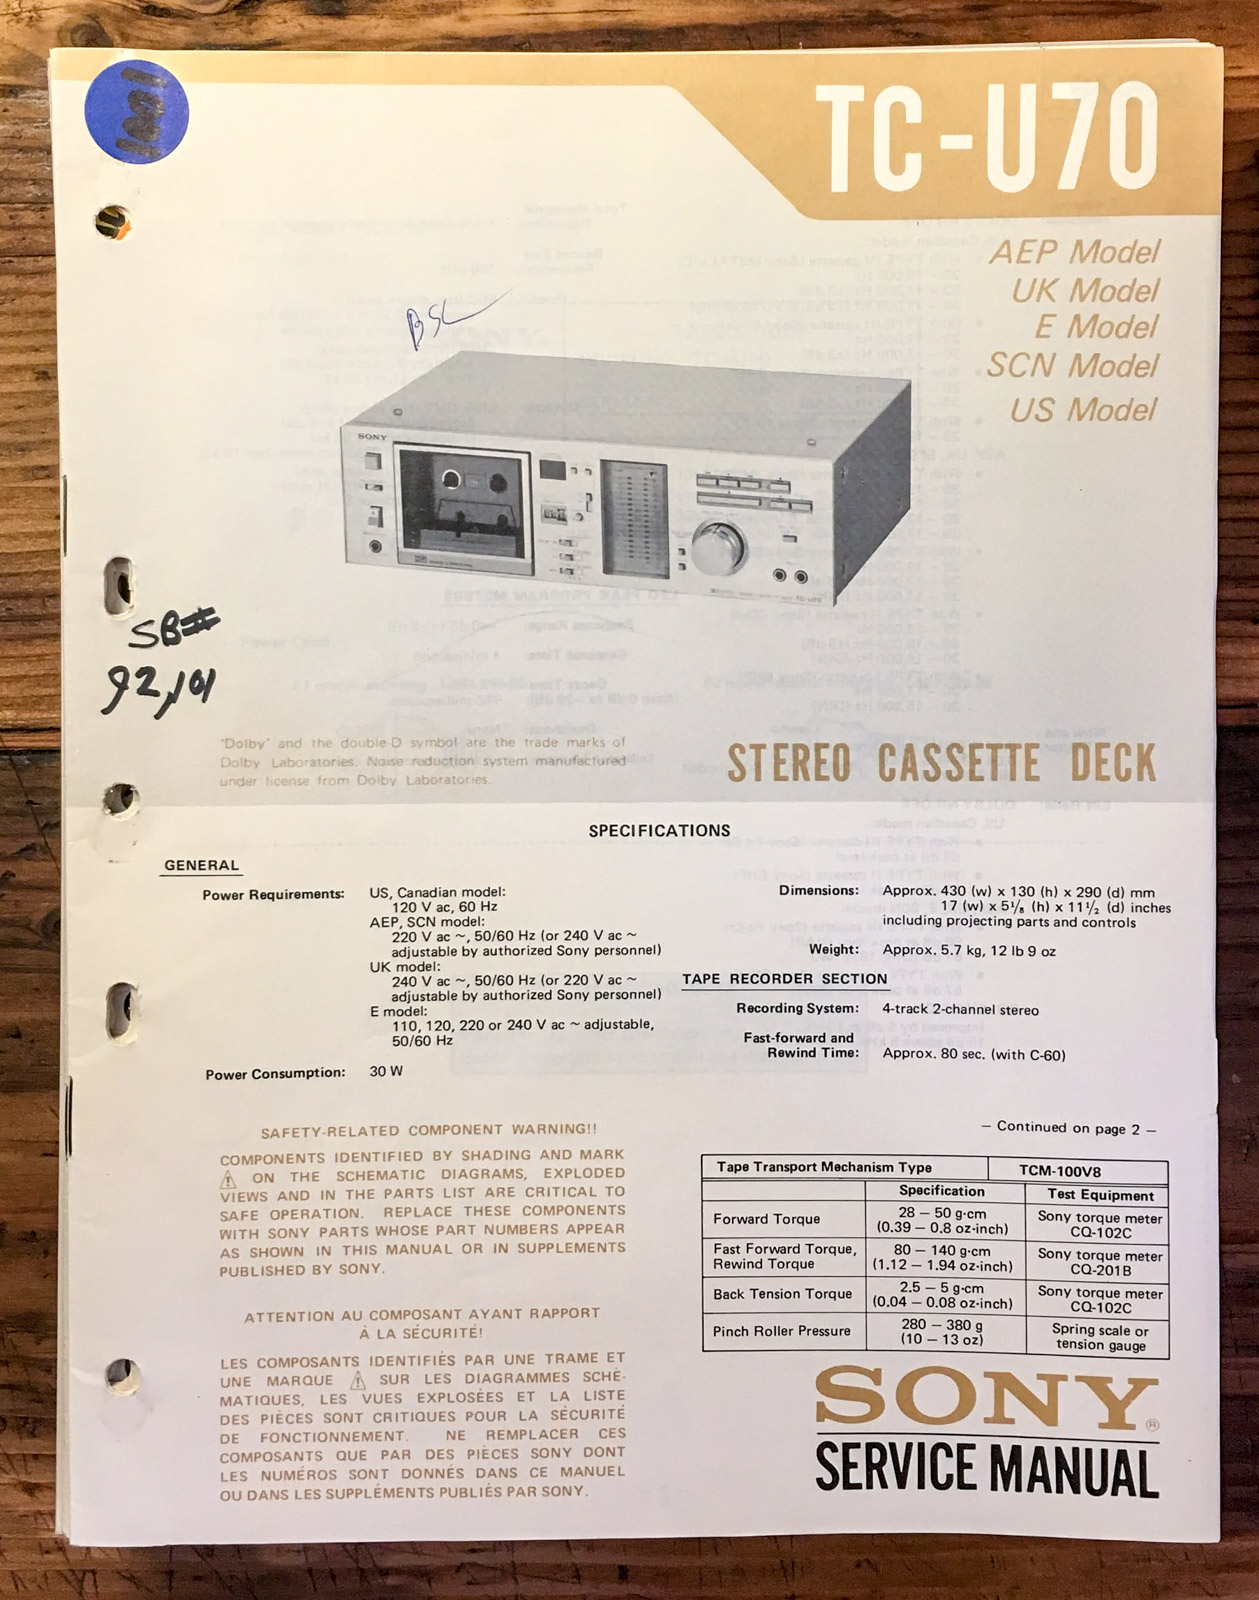 1001
TC-U70
AEP Model
UK Model
E Model
SCN Model
US Model
BSL
SONY
TC-U70
SB#
92,101
'Dolby' and the double-D symbol are the trade marks of
Dolby Laboratories. Noise reduction system manufactured
under license from Dolby Laboratories.
STEREO CASSETTE DECK
SPECIFICATIONS
GENERAL
Power Requirements: US, Canadian model:
120 V ac, 60 Hz
AEP, SCN model:
220 V ac ~, 50/60 Hz (or 240 V ac ~
adjustable by authorized Sony personnel)
UK model:
240 V ac ~, 50/60 Hz (or 220 V ac ~
adjustable by authorized Sony personnel)
E model:
110, 120, 220 or 240 V ac ~ adjustable,
50/60 Hz
Power Consumption: 30 W
Dimensions: Approx. 430 (w) x 130 (h) x 290 (d) mm
17 (w) x 5⅛ (h) x 11½ (d) inches
including projecting parts and controls
Weight: Approx. 5.7 kg, 12 lb 9 oz
TAPE RECORDER SECTION
Recording System: 4-track 2-channel stereo
Fast-forward and
Rewind Time: Approx. 80 sec. (with C-60)
– Continued on page 2 –
SAFETY-RELATED COMPONENT WARNING!!
COMPONENTS IDENTIFIED BY SHADING AND MARK
⚠ ON THE SCHEMATIC DIAGRAMS, EXPLODED
VIEWS AND IN THE PARTS LIST ARE CRITICAL TO
SAFE OPERATION. REPLACE THESE COMPONENTS
WITH SONY PARTS WHOSE PART NUMBERS APPEAR
AS SHOWN IN THIS MANUAL OR IN SUPPLEMENTS
PUBLISHED BY SONY.
ATTENTION AU COMPOSANT AYANT RAPPORT
À LA SÉCURITÉ!
LES COMPOSANTS IDENTIFIÉS PAR UNE TRAME ET
UNE MARQUE ⚠ SUR LES DIAGRAMMES SCHÉ-
MATIQUES, LES VUES EXPLOSÉES ET LA LISTE
DES PIÈCES SONT CRITIQUES POUR LA SÉCURITÉ
DE FONCTIONNEMENT. NE REMPLACER CES
COMPOSANTS QUE PAR DES PIÈCES SONY DONT
LES NUMÉROS SONT DONNÉS DANS CE MANUEL
OU DANS LES SUPPLÉMENTS PUBLIÉS PAR SONY.
Tape Transport Mechanism Type TCM-100V8
Specification Test Equipment
Forward Torque 28 – 50 g·cm
(0.39 – 0.8 oz·inch) Sony torque meter
CQ-102C
Fast Forward Torque,
Rewind Torque 80 – 140 g·cm
(1.12 – 1.94 oz·inch) Sony torque meter
CQ-201B
Back Tension Torque 2.5 – 5 g·cm
(0.04 – 0.08 oz·inch) Sony torque meter
CQ-102C
Pinch Roller Pressure 280 – 380 g
(10 – 13 oz) Spring scale or
tension gauge
SONY®
SERVICE MANUAL